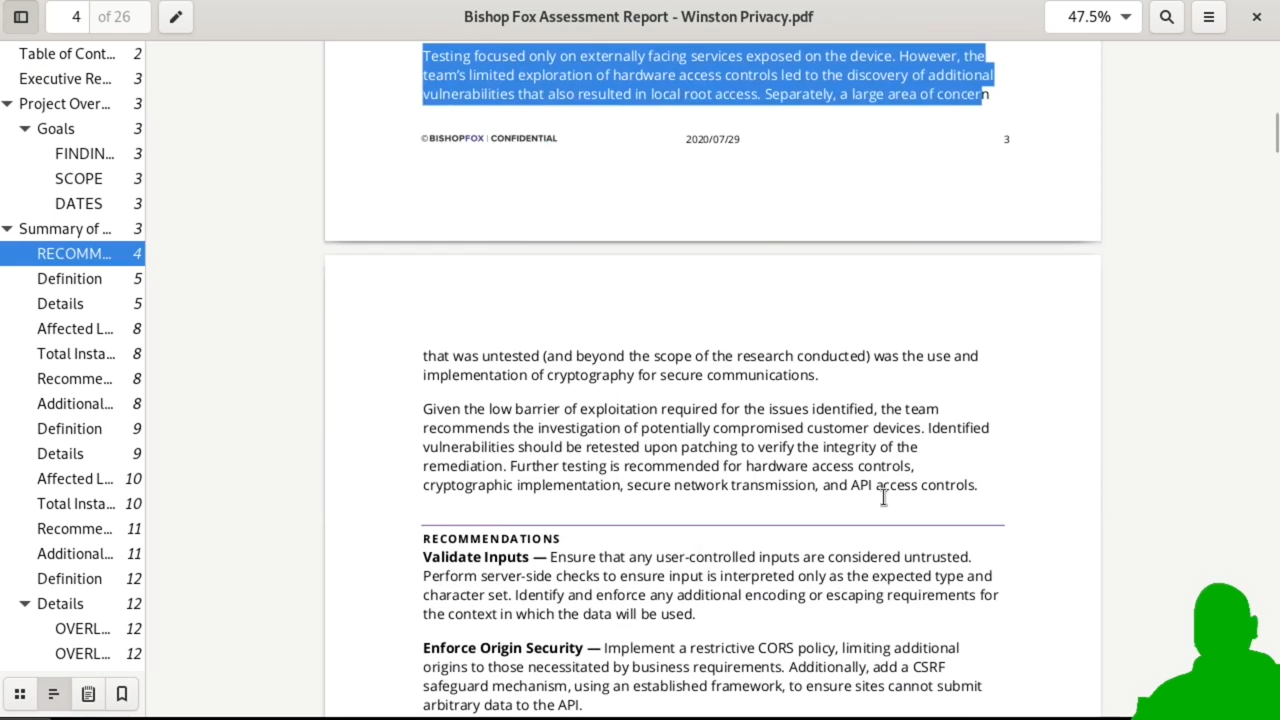 4
of 26
Bishop Fox Assessment Report - Winston Privacy.pdf
47.5%
Table of Cont... 2
Executive Re... 3
Project Over... 3
Goals 3
FINDIN... 3
SCOPE 3
DATES 3
Summary of ... 3
RECOMM... 4
Definition 5
Details 5
Affected L... 8
Total Insta... 8
Recomme... 8
Additional... 8
Definition 9
Details 9
Affected L... 10
Total Insta... 10
Recomme... 11
Additional... 11
Definition 12
Details 12
OVERL... 12
OVERL... 12
Testing focused only on externally facing services exposed on the device. However, the
team's limited exploration of hardware access controls led to the discovery of additional
vulnerabilities that also resulted in local root access. Separately, a large area of concern
©BISHOPFOX | CONFIDENTIAL 2020/07/29 3
that was untested (and beyond the scope of the research conducted) was the use and
implementation of cryptography for secure communications.
Given the low barrier of exploitation required for the issues identified, the team
recommends the investigation of potentially compromised customer devices. Identified
vulnerabilities should be retested upon patching to verify the integrity of the
remediation. Further testing is recommended for hardware access controls,
cryptographic implementation, secure network transmission, and API access controls.
RECOMMENDATIONS
Validate Inputs — Ensure that any user-controlled inputs are considered untrusted.
Perform server-side checks to ensure input is interpreted only as the expected type and
character set. Identify and enforce any additional encoding or escaping requirements for
the context in which the data will be used.
Enforce Origin Security — Implement a restrictive CORS policy, limiting additional
origins to those necessitated by business requirements. Additionally, add a CSRF
safeguard mechanism, using an established framework, to ensure sites cannot submit
arbitrary data to the API.